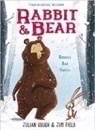 RABBIT
& BEAR
RABBIT'S
BAD
HABITS
JULIAN GOUGH & JIM FIELD